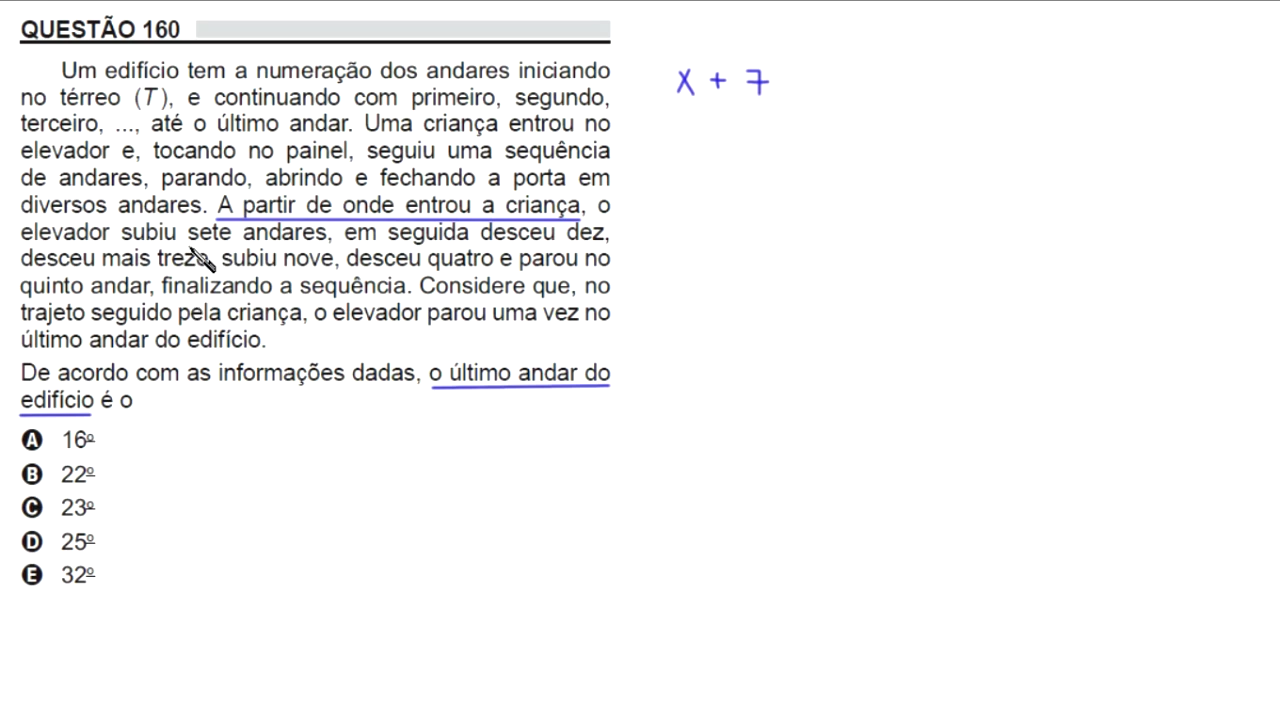 QUESTÃO 160
Um edifício tem a numeração dos andares iniciando
no térreo (T), e continuando com primeiro, segundo,
terceiro, ..., até o último andar. Uma criança entrou no
elevador e, tocando no painel, seguiu uma sequência
de andares, parando, abrindo e fechando a porta em
diversos andares. A partir de onde entrou a criança, o
elevador subiu sete andares, em seguida desceu dez,
desceu mais treze, subiu nove, desceu quatro e parou no
quinto andar, finalizando a sequência. Considere que, no
trajeto seguido pela criança, o elevador parou uma vez no
último andar do edifício.
De acordo com as informações dadas, o último andar do
edifício é o
A 16º
B 22º
C 23º
D 25º
E 32º
X + 7